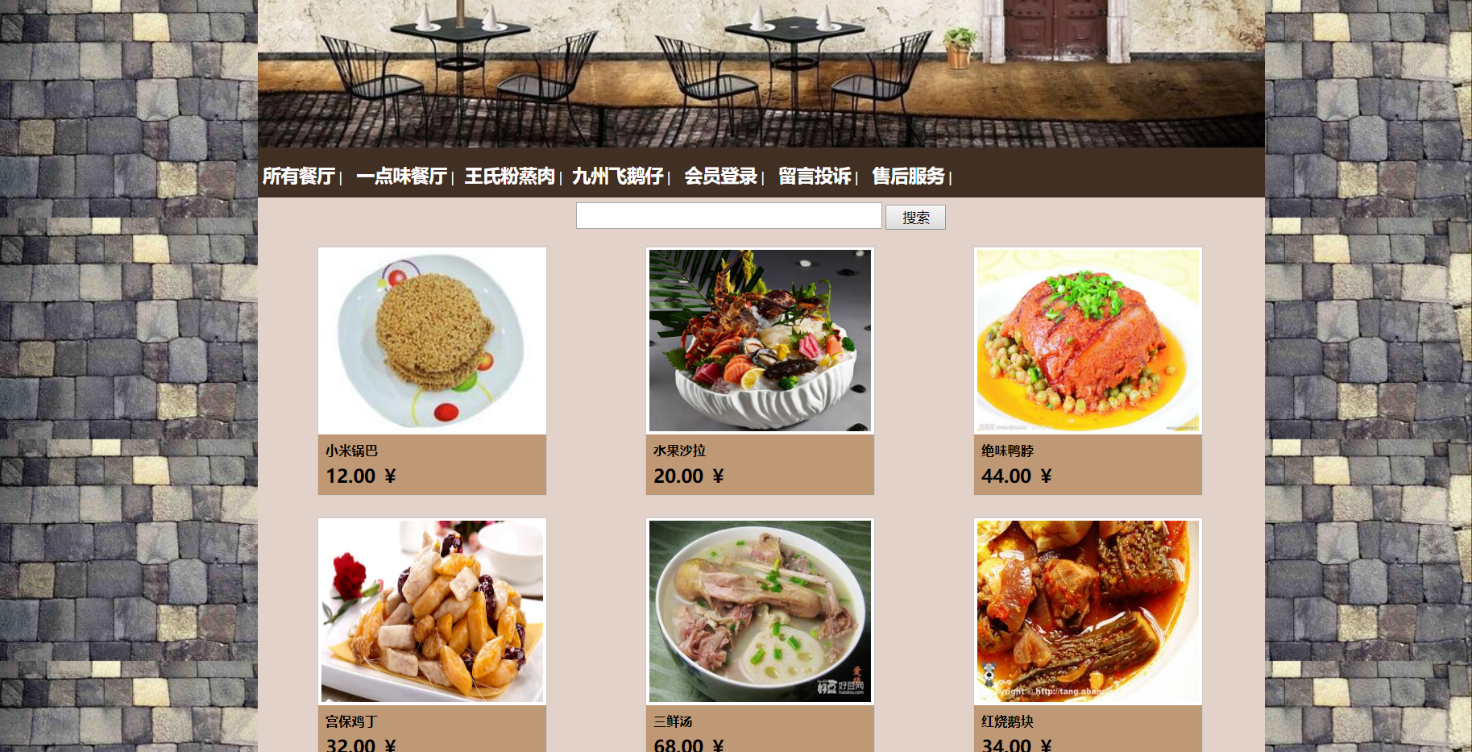 所有餐厅 | 一点味餐厅 | 王氏粉蒸肉 | 九州飞鹅仔 | 会员登录 | 留言投诉 | 售后服务 |
搜索
小米锅巴
12.00 ¥
水果沙拉
20.00 ¥
绝味鸭脖
44.00 ¥
宫保鸡丁
32.00 ¥
三鲜汤
68.00 ¥
红烧鹅块
34.00 ¥